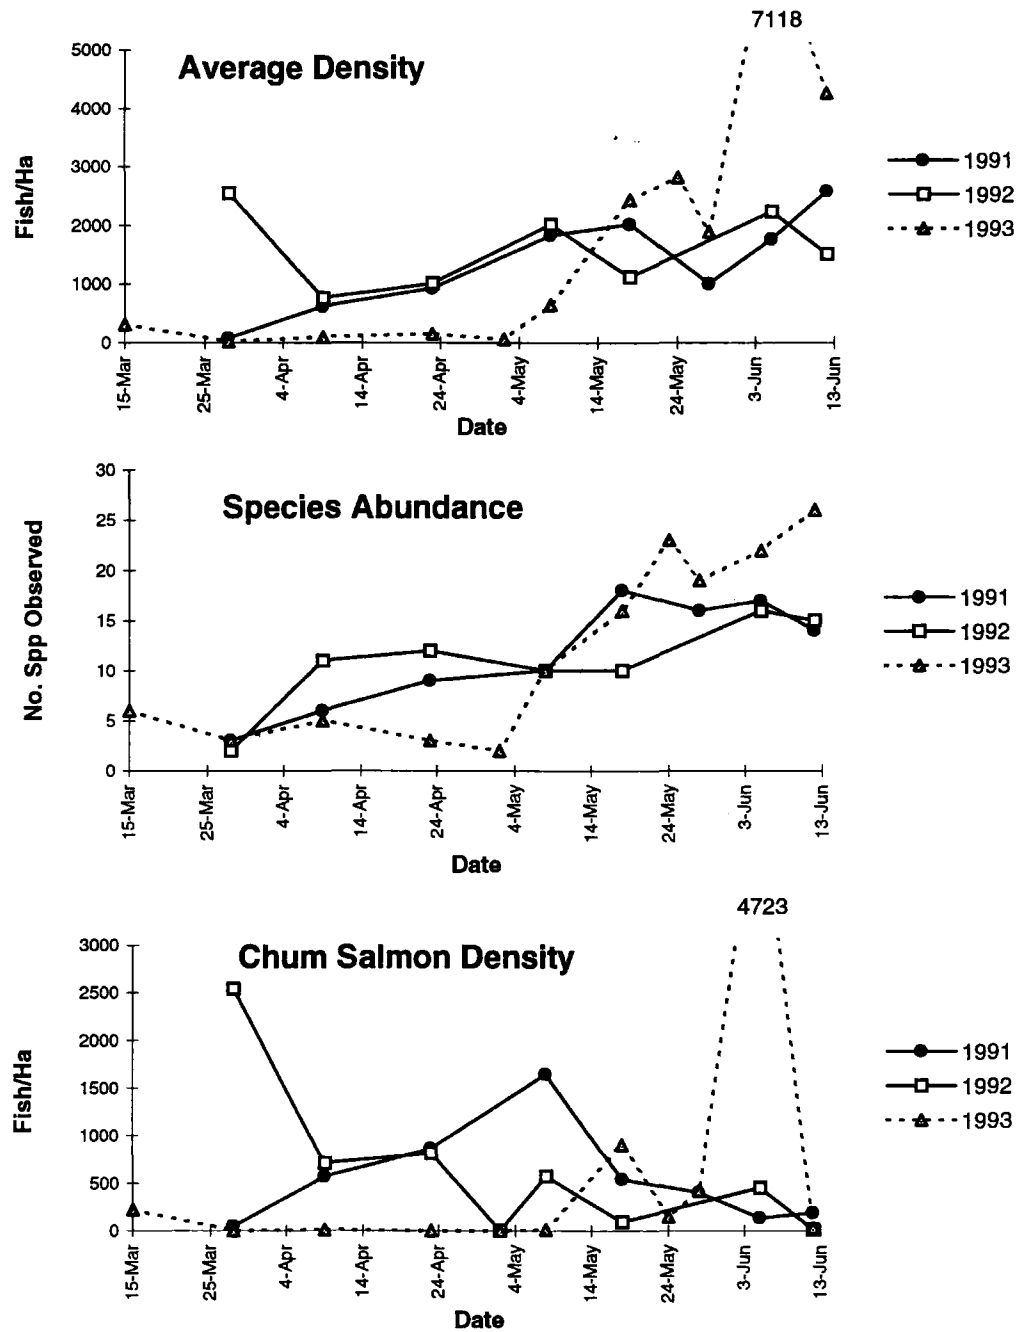 7118
Average Density
5000
4000
3000
2000
1000
0
Fish/Ha
15-Mar
25-Mar
4-Apr
14-Apr
24-Apr
4-May
14-May
24-May
3-Jun
13-Jun
Date
1991
1992
1993
Species Abundance
30
25
20
15
10
5
0
No. Spp Observed
15-Mar
25-Mar
4-Apr
14-Apr
24-Apr
4-May
14-May
24-May
3-Jun
13-Jun
Date
1991
1992
1993
4723
Chum Salmon Density
3000
2500
2000
1500
1000
500
0
Fish/Ha
15-Mar
25-Mar
4-Apr
14-Apr
24-Apr
4-May
14-May
24-May
3-Jun
13-Jun
Date
1991
1992
1993